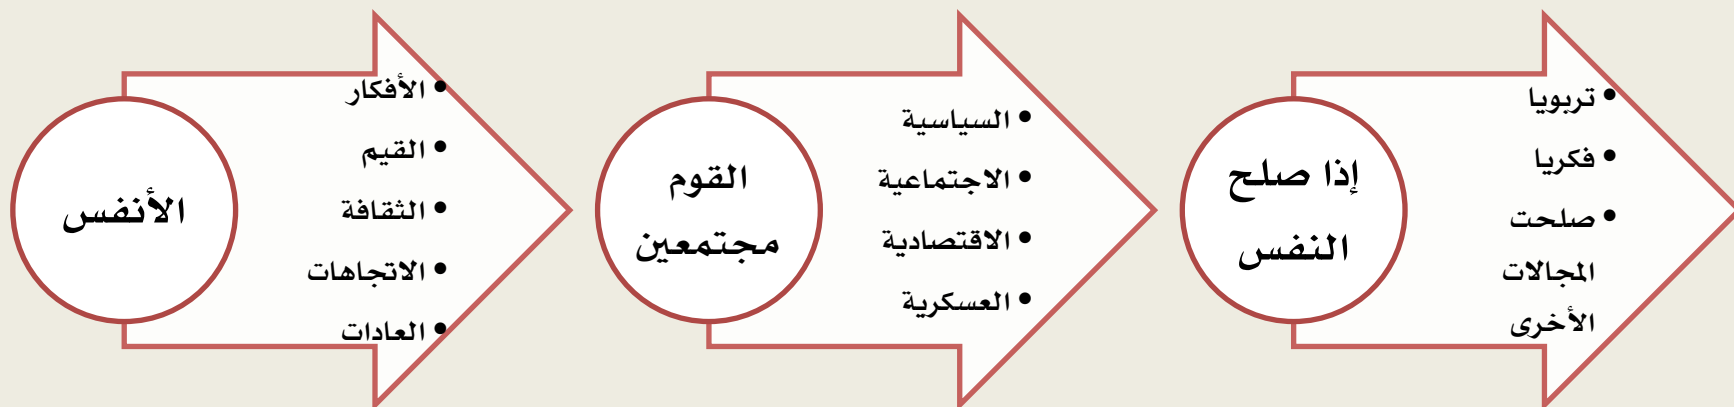 الأنفس
• الأفكار
• القيم
• الثقافة
• الاتجاهات
• العادات
القوم
مجتمعين
• السياسية
• الاجتماعية
• الاقتصادية
• العسكرية
إذا صلح
النفس
• تربويا
• فكريا
• صلحت
المجالات
الأخرى